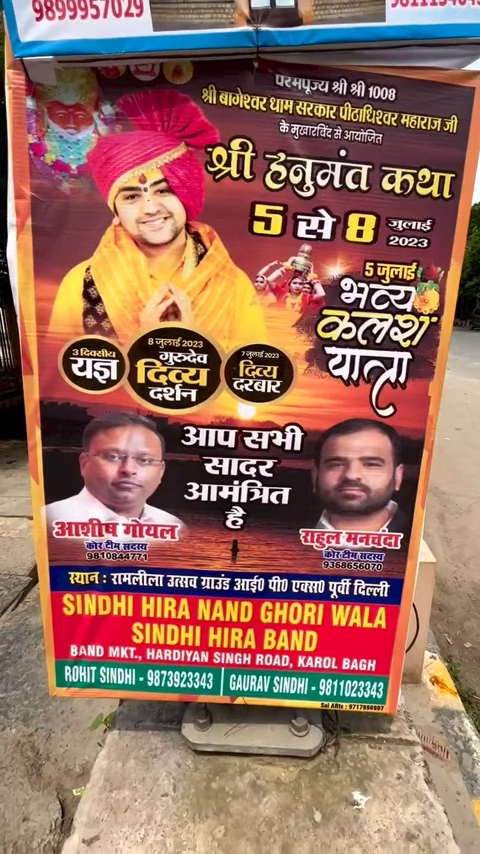 9899957029
परमपूज्य श्री श्री 1008
श्री बागेश्वर धाम सरकार पीठाधिश्वर महाराज जी
के मुखारविंद से आयोजित
श्री हनुमंत कथा
5 से 8 जुलाई 2023
5 जुलाई
भव्य
कलश
यात्रा
3 दिवसीय
यज्ञ
8 जुलाई 2023
गुरुदेव
दिव्य
दर्शन
7 जुलाई 2023
दिव्य
दरबार
आप सभी
सादर
आमंत्रित
है
आशीष गोयल
कोर टीम सदस्य
9810844771
राहुल मनचंदा
कोर टीम सदस्य
9368656070
स्थान : रामलीला उत्सव ग्राउंड आई0 पी0 एक्स0 पूर्वी दिल्ली
SINDHI HIRA NAND GHORI WALA
SINDHI HIRA BAND
BAND MKT., HARDIYAN SINGH ROAD, KAROL BAGH
ROHIT SINDHI - 9873923343 | GAURAV SINDHI - 9811023343
Sai ARts : 9717898997